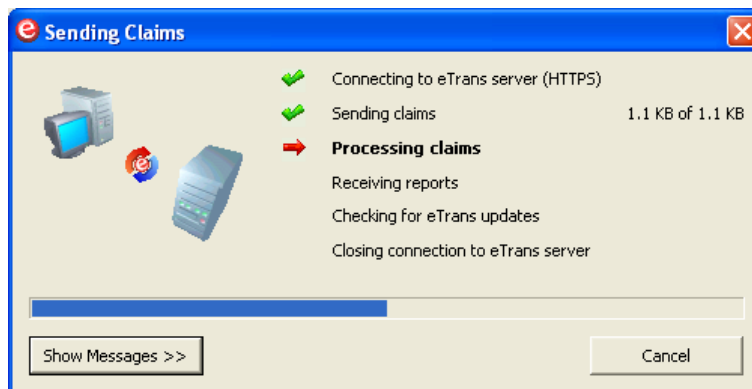 Sending Claims
Connecting to eTrans server (HTTPS)
Sending claims 1.1 KB of 1.1 KB
Processing claims
Receiving reports
Checking for eTrans updates
Closing connection to eTrans server
Show Messages >> Cancel